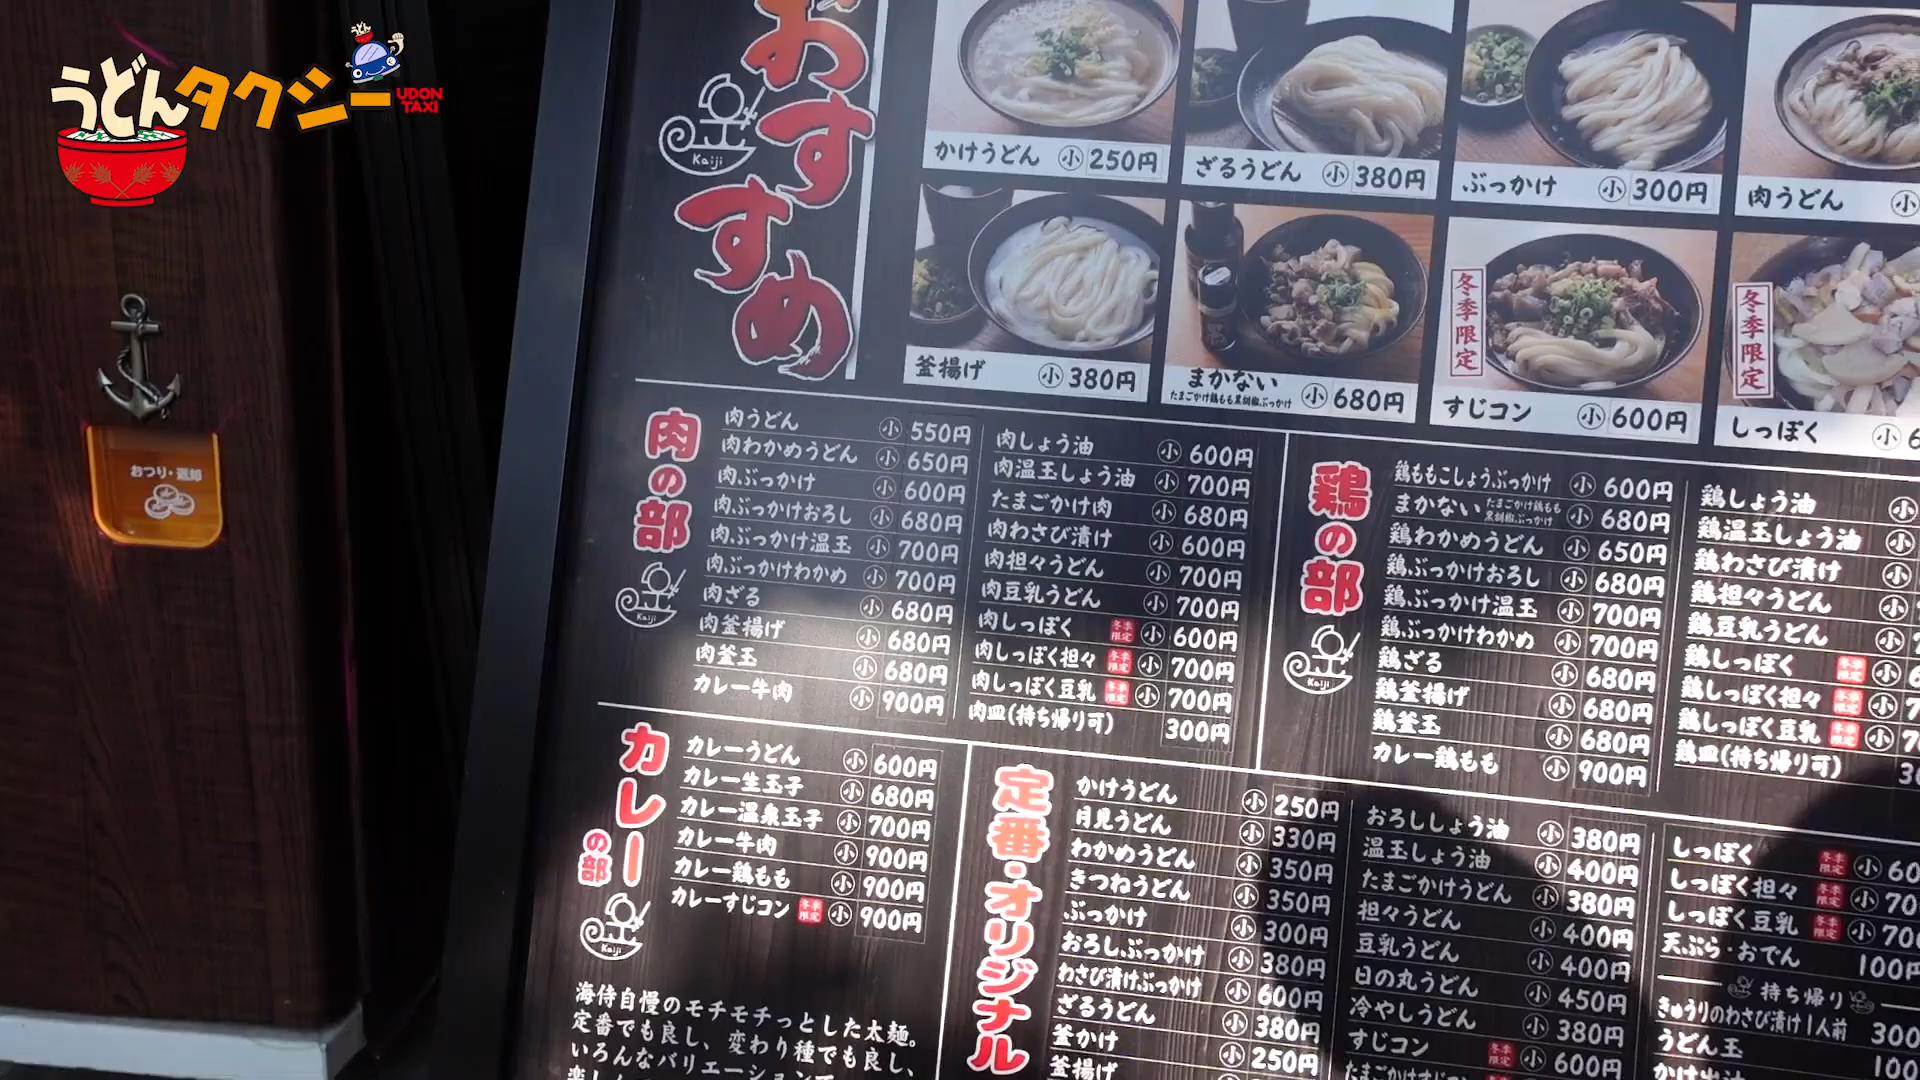 うどん
うどんタクシー
UDON
TAXI
おつり・返却
おすすめ
Kaiji
かけうどん 小 250円
ざるうどん 小 380円
ぶっかけ 小 300円
肉うどん 小
釜揚げ 小 380円
まかない
たまごかけ鶏もも黒胡椒ぶっかけ 小 680円
冬季限定
すじコン 小 600円
冬季限定
しっぽく 小 6
肉の部
Kaiji
肉うどん 小 550円
肉わかめうどん 小 650円
肉ぶっかけ 小 600円
肉ぶっかけおろし 小 680円
肉ぶっかけ温玉 小 700円
肉ぶっかけわかめ 小 700円
肉ざる 小 680円
肉釜揚げ 小 680円
肉釜玉 小 680円
カレー牛肉 小 900円
肉しょう油 小 600円
肉温玉しょう油 小 700円
たまごかけ肉 小 680円
肉わさび漬け 小 600円
肉担々うどん 小 700円
肉豆乳うどん 小 700円
肉しっぽく 冬季限定 小 600円
肉しっぽく担々 冬季限定 小 700円
肉しっぽく豆乳 冬季限定 小 700円
肉皿(持ち帰り可) 300円
鶏の部
Kaiji
鶏ももこしょうぶっかけ 小 600円
まかない たまごかけ鶏もも黒胡椒ぶっかけ 小 680円
鶏わかめうどん 小 650円
鶏ぶっかけおろし 小 680円
鶏ぶっかけ温玉 小 700円
鶏ぶっかけわかめ 小 700円
鶏ざる 小 680円
鶏釜揚げ 小 680円
鶏釜玉 小 680円
カレー鶏もも 小 900円
鶏しょう油 小
鶏温玉しょう油 小
鶏わさび漬け 小
鶏担々うどん 小
鶏豆乳うどん 小
鶏しっぽく 冬季限定 小 6
鶏しっぽく担々 冬季限定 小 7
鶏しっぽく豆乳 冬季限定 小 70
鶏皿(持ち帰り可) 30
カレーの部
Kaiji
カレーうどん 小 600円
カレー生玉子 小 680円
カレー温泉玉子 小 700円
カレー牛肉 小 900円
カレー鶏もも 小 900円
カレーすじコン 冬季限定 小 900円
海侍自慢のモチモチっとした太麺。
定番でも良し、変わり種でも良し、
いろんなバリエーションで
定番・オリジナル
かけうどん 小 250円
月見うどん 小 330円
わかめうどん 小 350円
きつねうどん 小 350円
ぶっかけ 小 300円
おろしぶっかけ 小 380円
わさび漬けぶっかけ 小 600円
ざるうどん 小 380円
釜かけ 小 250円
釜揚げ
おろししょう油 小 380円
温玉しょう油 小 400円
たまごかけうどん 小 380円
担々うどん 小 400円
豆乳うどん 小 400円
日の丸うどん 小 450円
冷やしうどん 小 380円
すじコン 冬季限定 小 600円
たまごかけすじコン
しっぽく 冬季限定 小 60
しっぽく担々 冬季限定 小 70
しっぽく豆乳 冬季限定 小 700
天ぷら・おでん 100円
持ち帰り
きゅうりのわさび漬け1人前 300
うどん玉 100
かけ出汁